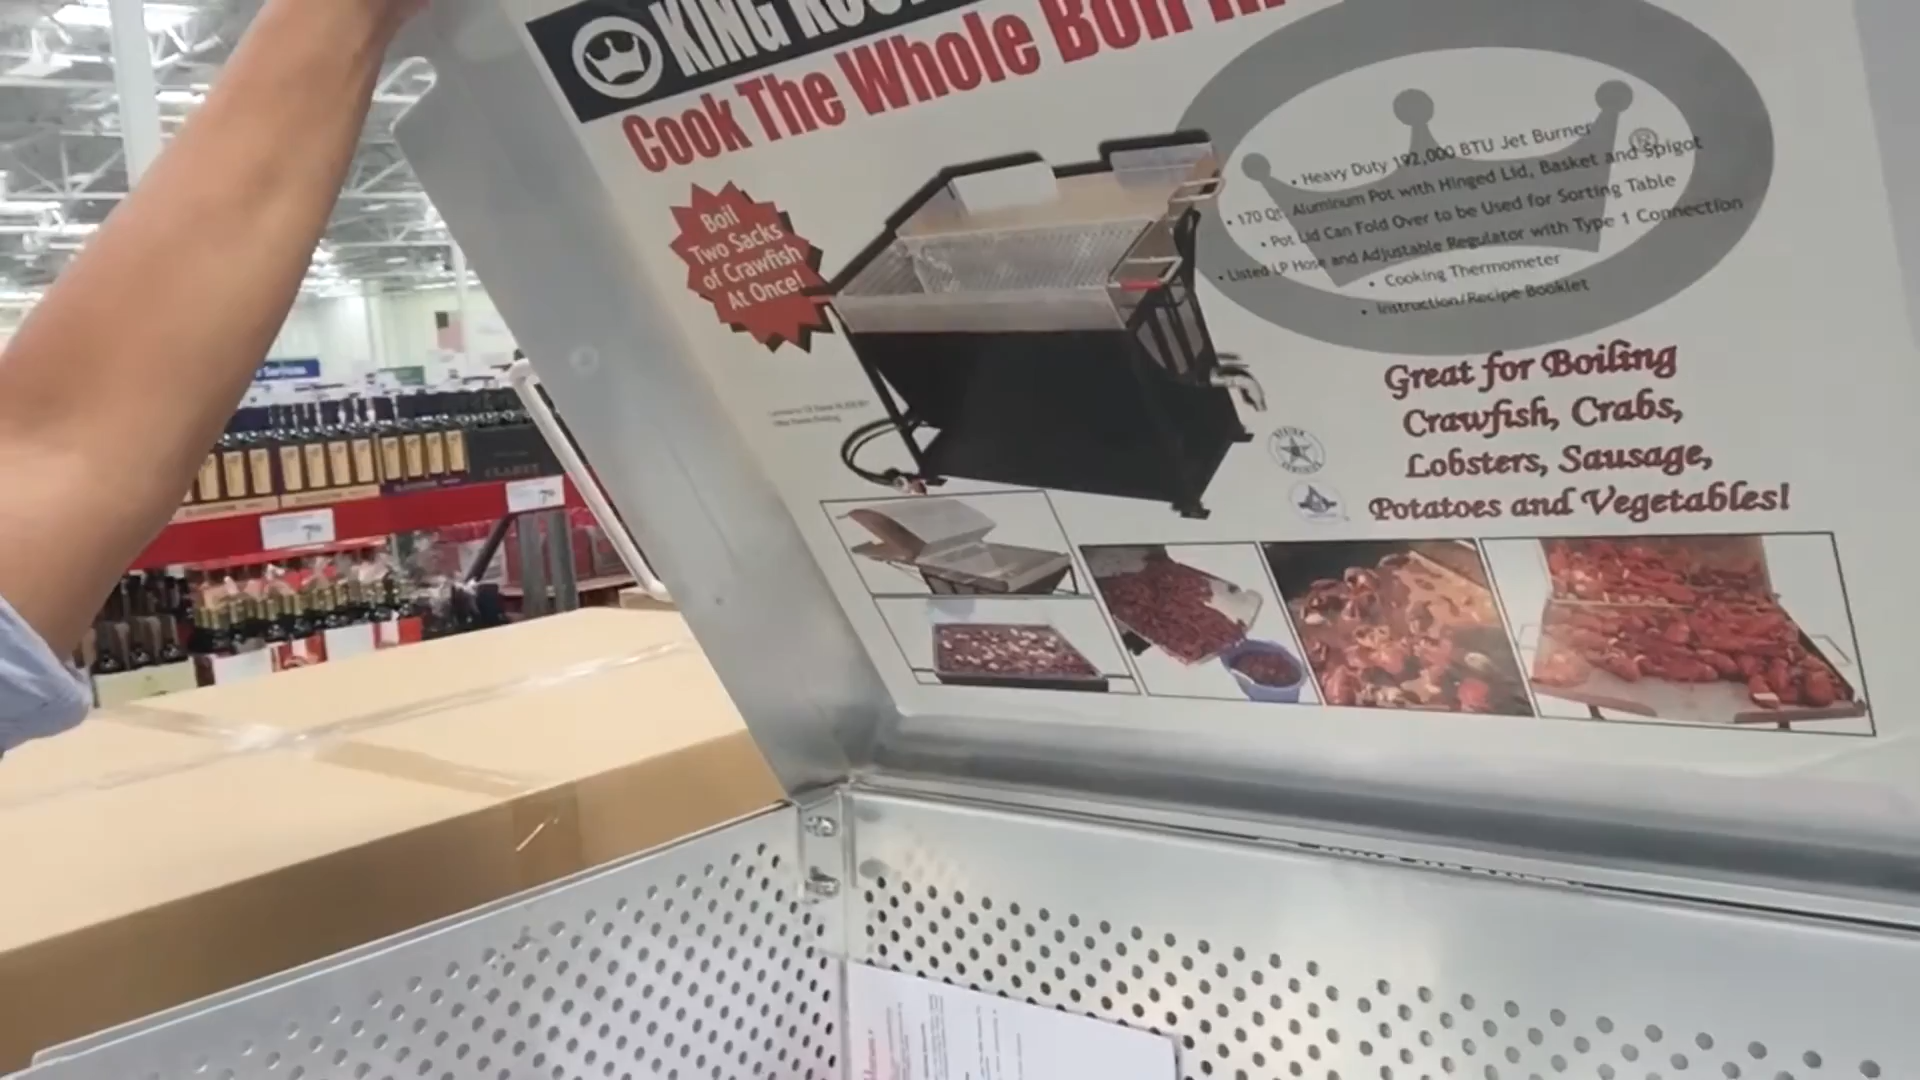 KING
Cook The Whole Boil
Boil
Two Sacks
of Crawfish
At Once!
• Heavy Duty 192,000 BTU Jet Burner
• 170 Qt. Aluminum Pot with Hinged Lid, Basket and Spigot
• Pot Lid Can Fold Over to be Used for Sorting Table
• Listed LP Hose and Adjustable Regulator with Type 1 Connection
• Cooking Thermometer
• Instruction/Recipe Booklet
®
Great for Boiling
Crawfish, Crabs,
Lobsters, Sausage,
Potatoes and Vegetables!
CLARET